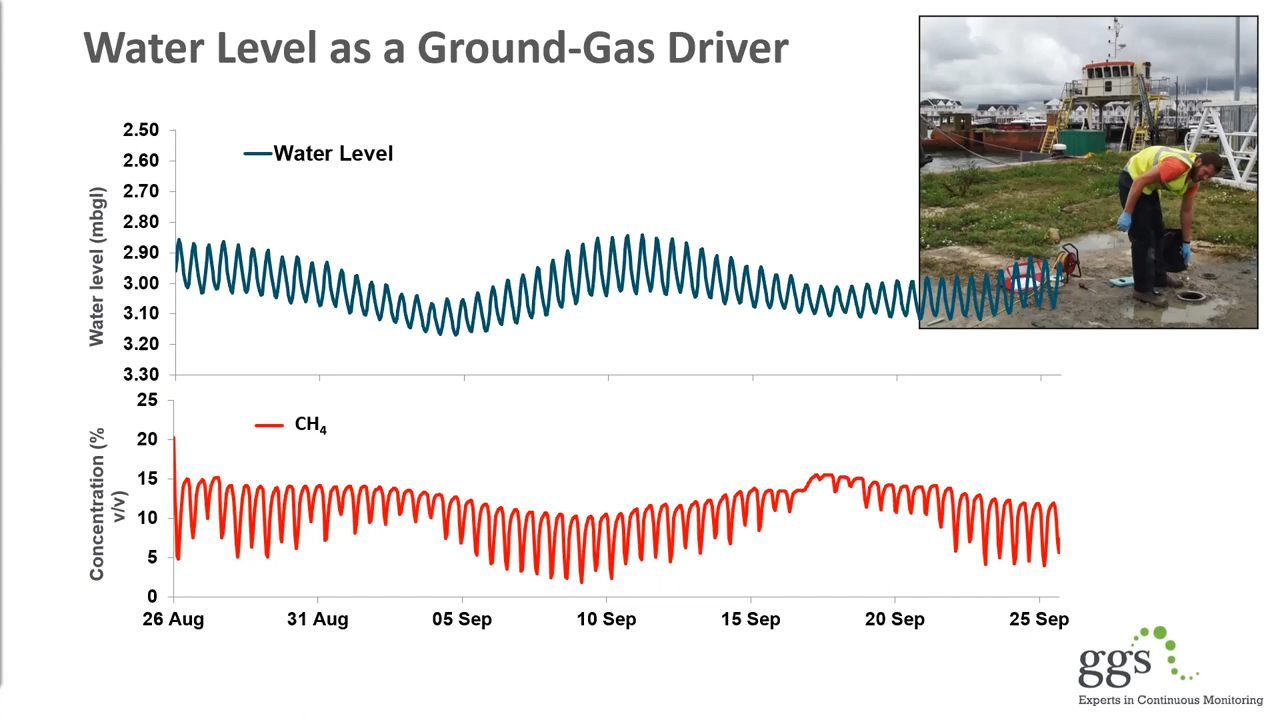 Water Level as a Ground-Gas Driver
2.50
2.60
2.70
2.80
2.90
3.00
3.10
3.20
3.30
Water level (mbgl)
Water Level
25
20
15
10
5
0
Concentration (%
v/v)
CH₄
26 Aug
31 Aug
05 Sep
10 Sep
15 Sep
20 Sep
25 Sep
ggs
Experts in Continuous Monitoring